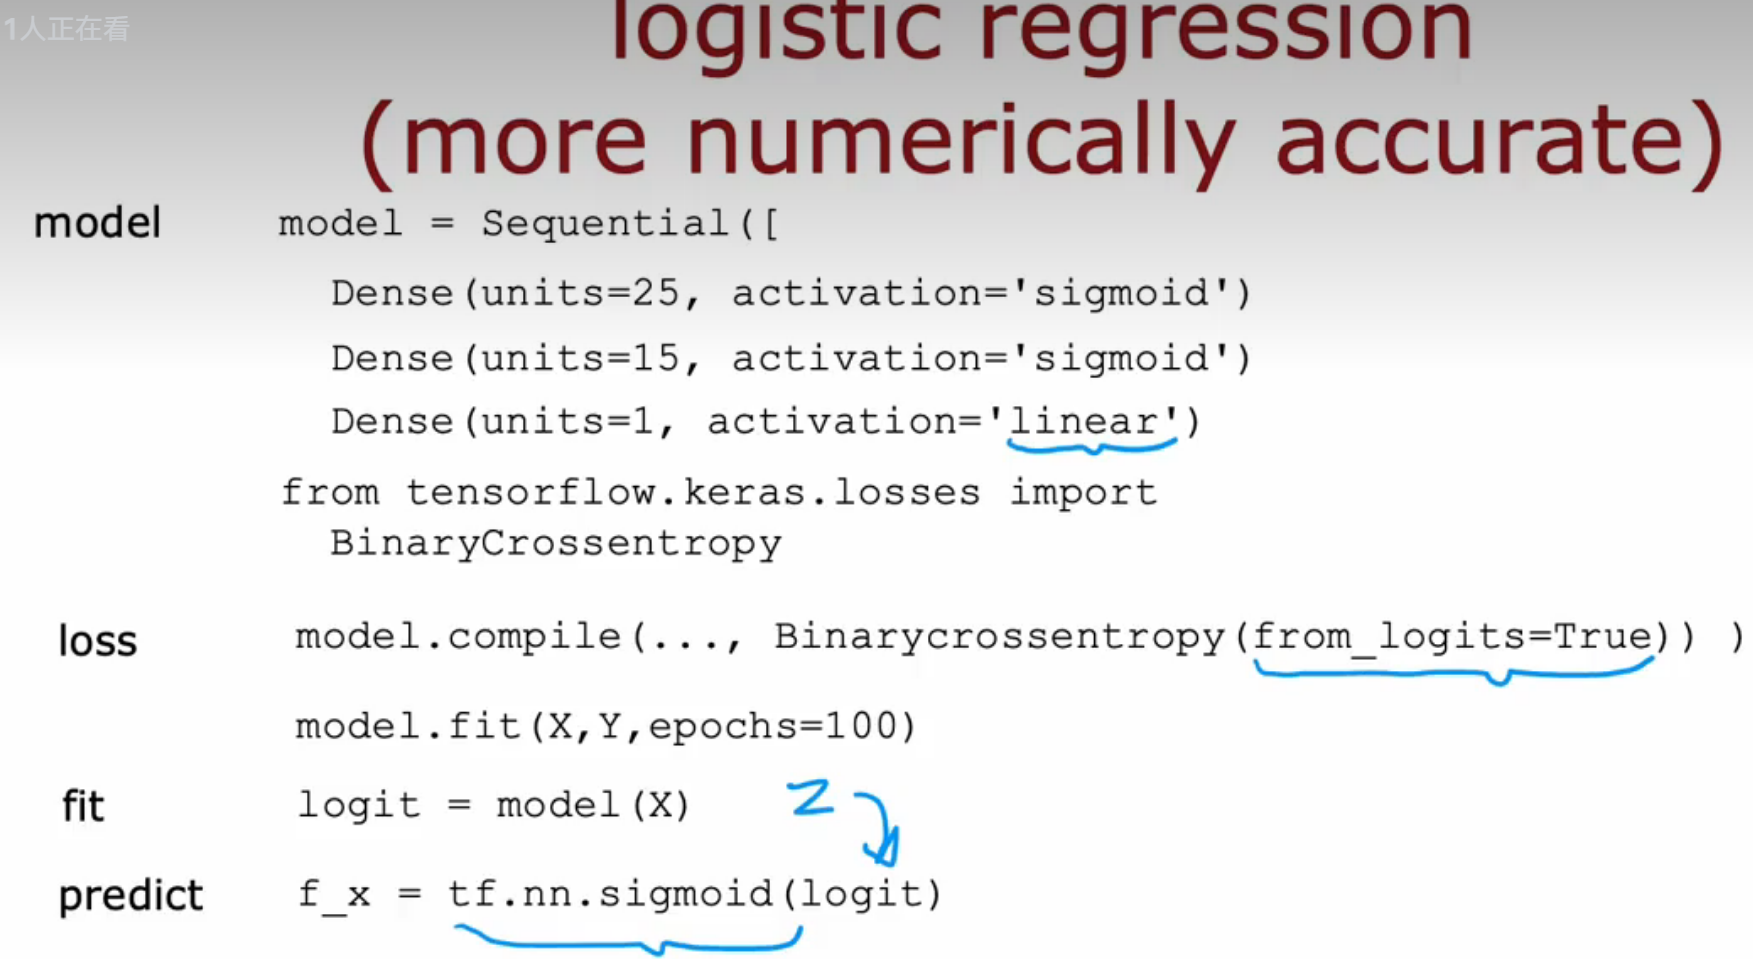 1人正在看
logistic regression
(more numerically accurate)
model
model = Sequential([
Dense(units=25, activation='sigmoid')
Dense(units=15, activation='sigmoid')
Dense(units=1, activation='linear')
from tensorflow.keras.losses import
BinaryCrossentropy
loss
model.compile(..., Binarycrossentropy(from_logits=True)) )
model.fit(X,Y,epochs=100)
fit
logit = model(X)
z
predict
f_x = tf.nn.sigmoid(logit)